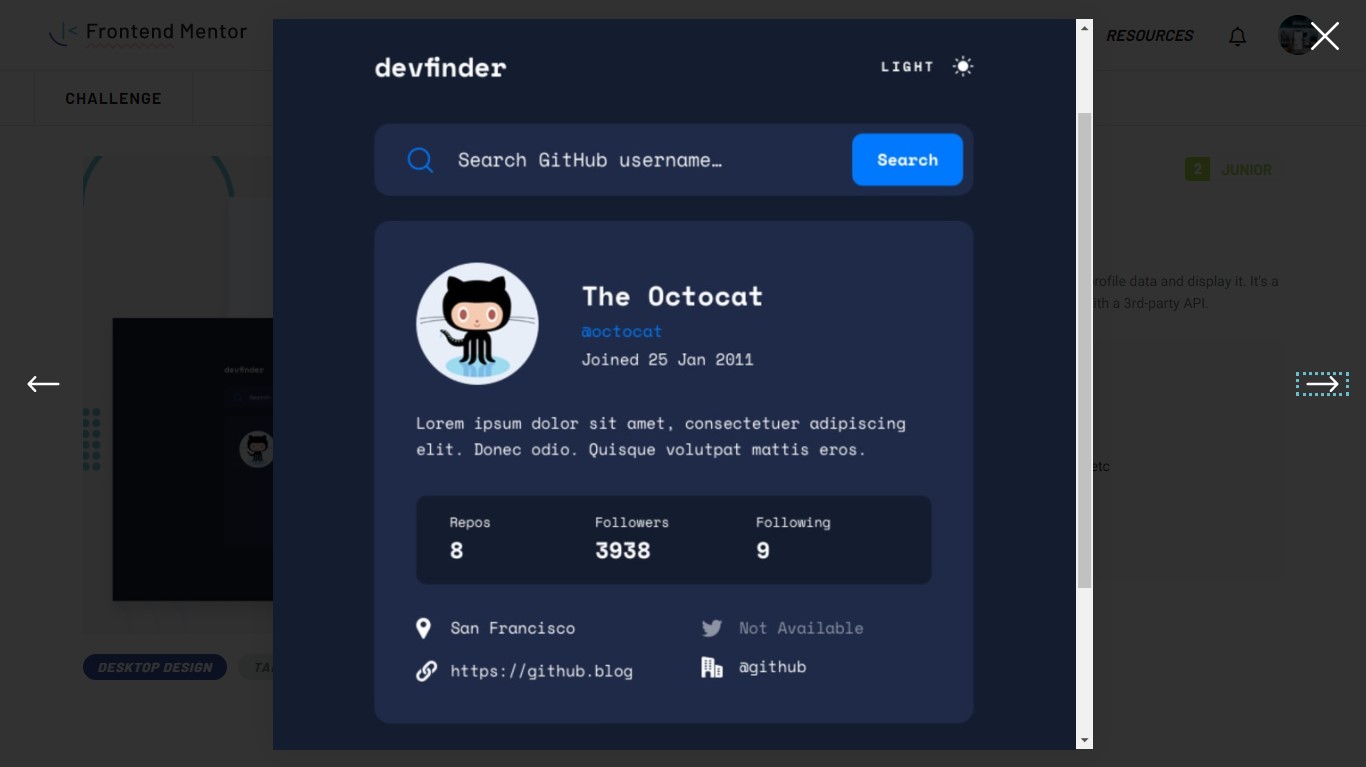 Frontend Mentor
RESOURCES
CHALLENGE
2 JUNIOR
devfinder
LIGHT
Search GitHub username…
Search
The Octocat
@octocat
Joined 25 Jan 2011
rofile data and display it. It's a
ith a 3rd-party API.
Lorem ipsum dolor sit amet, consectetuer adipiscing
elit. Donec odio. Quisque volutpat mattis eros.
etc
Repos
8
Followers
3938
Following
9
San Francisco
Not Available
https://github.blog
@github
devfinder
Search
DESKTOP DESIGN
TA